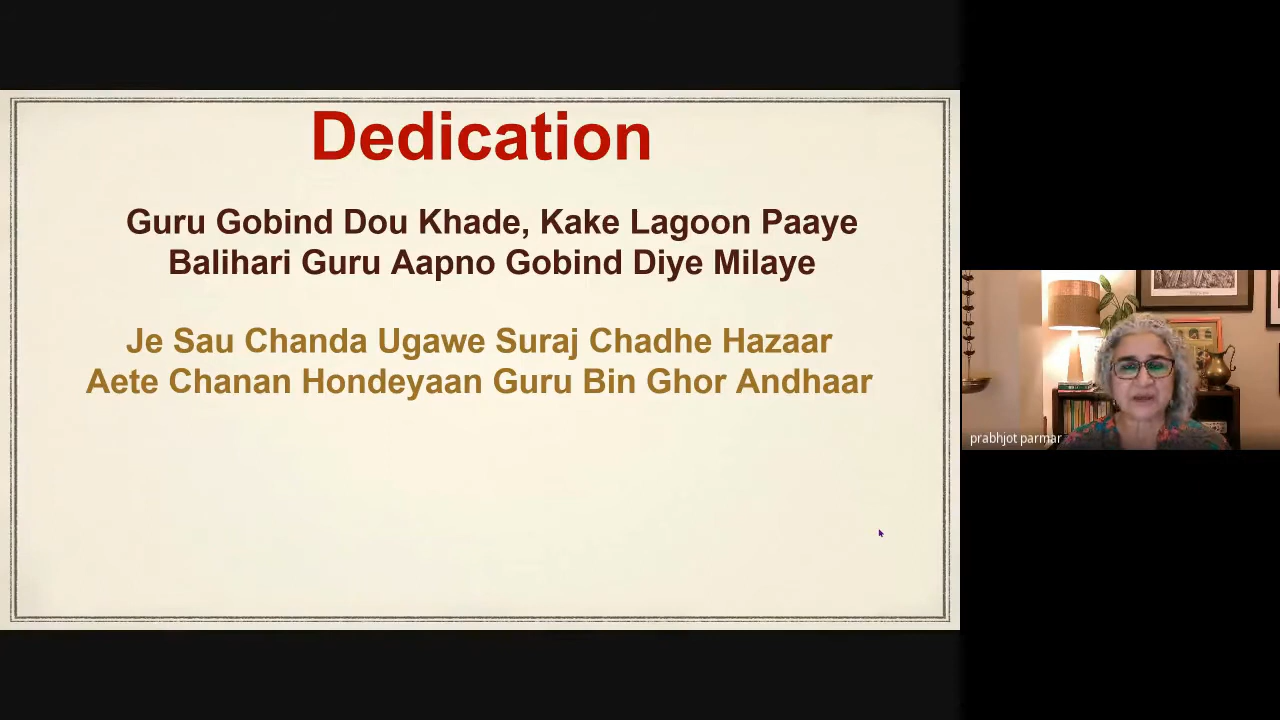 Dedication
Guru Gobind Dou Khade, Kake Lagoon Paaye
Balihari Guru Aapno Gobind Diye Milaye
Je Sau Chanda Ugawe Suraj Chadhe Hazaar
Aete Chanan Hondeyaan Guru Bin Ghor Andhaar
prabhjot parmar